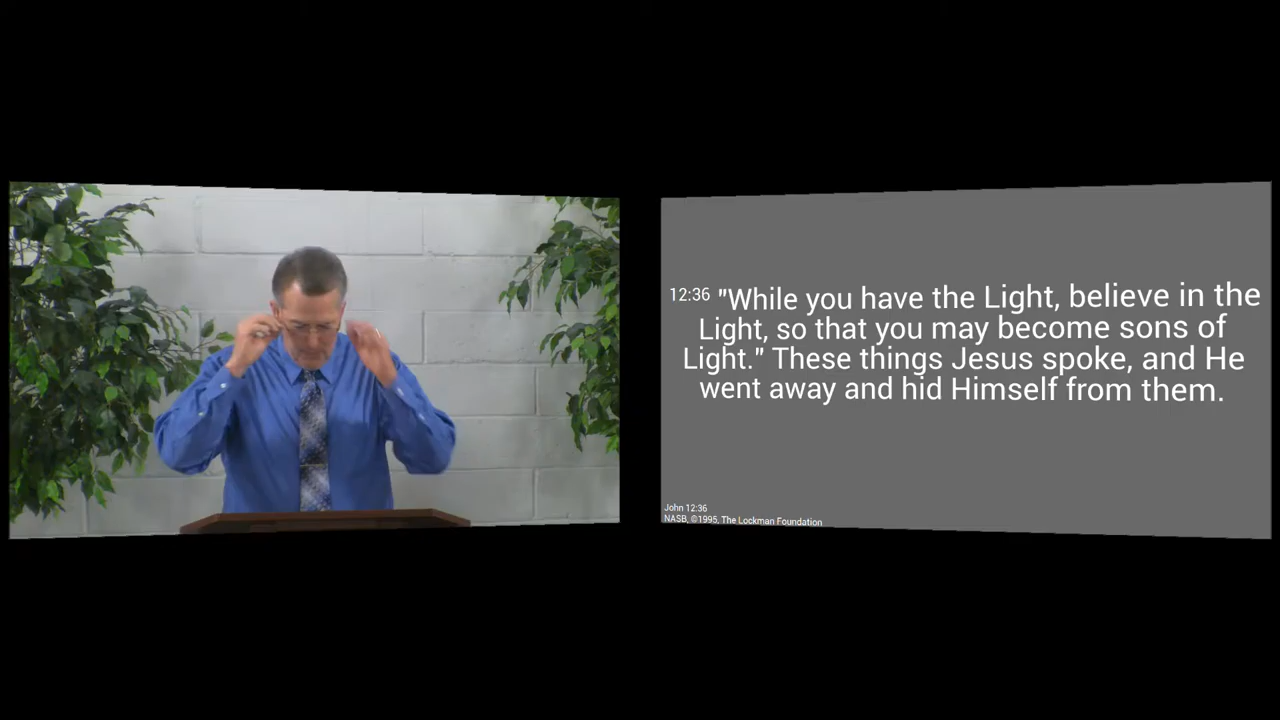 12:36 "While you have the Light, believe in the
Light, so that you may become sons of
Light." These things Jesus spoke, and He
went away and hid Himself from them.
John 12:36
NASB, ©1995, The Lockman Foundation